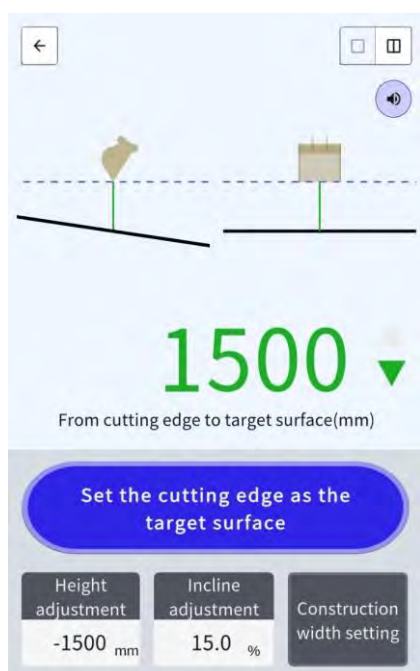 1500
From cutting edge to target surface(mm)
Set the cutting edge as the
target surface
Height
adjustment
-1500 mm
Incline
adjustment
15.0 %
Construction
width setting